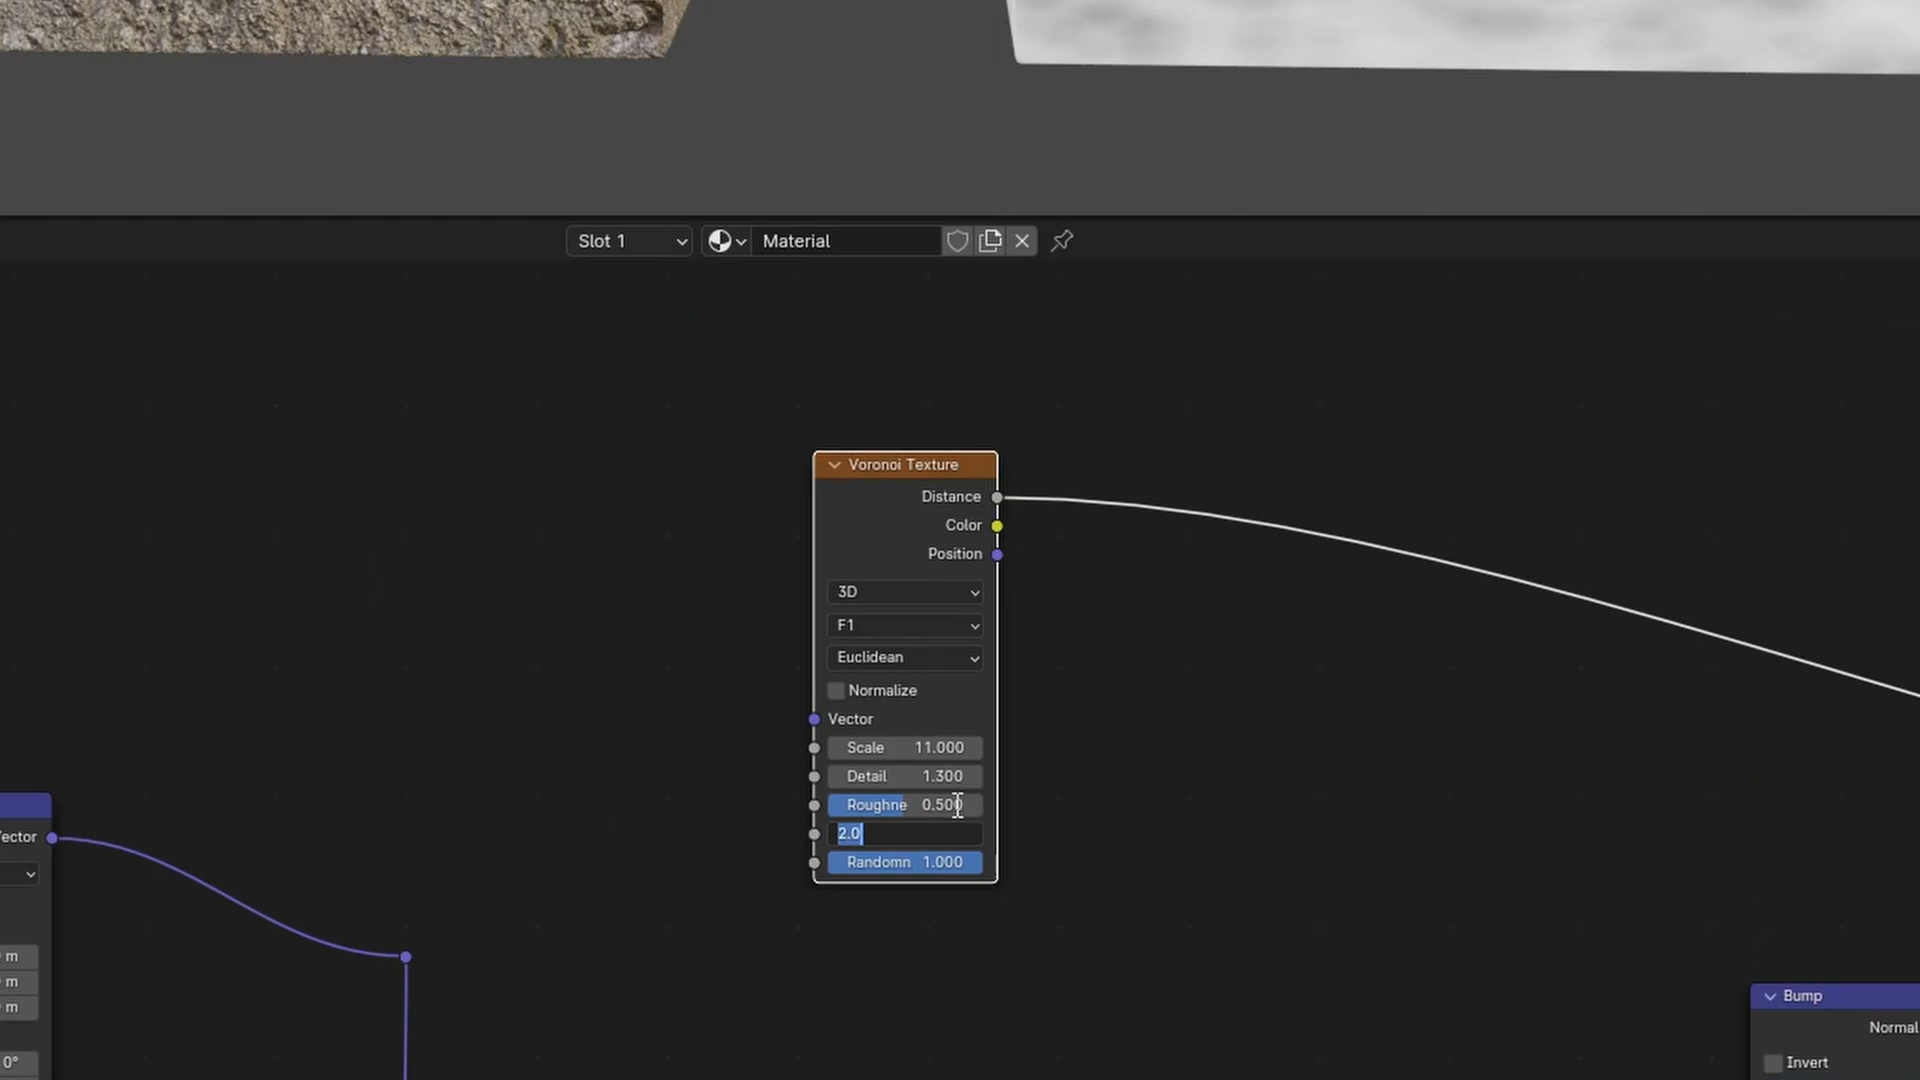 Slot 1
Material
Voronoi Texture
Distance
Color
Position
3D
F1
Euclidean
Normalize
Vector
Scale 11.000
Detail 1.300
Roughne 0.500
2.0
Randomn 1.000
ector
m
m
m
0°
Bump
Normal
Invert